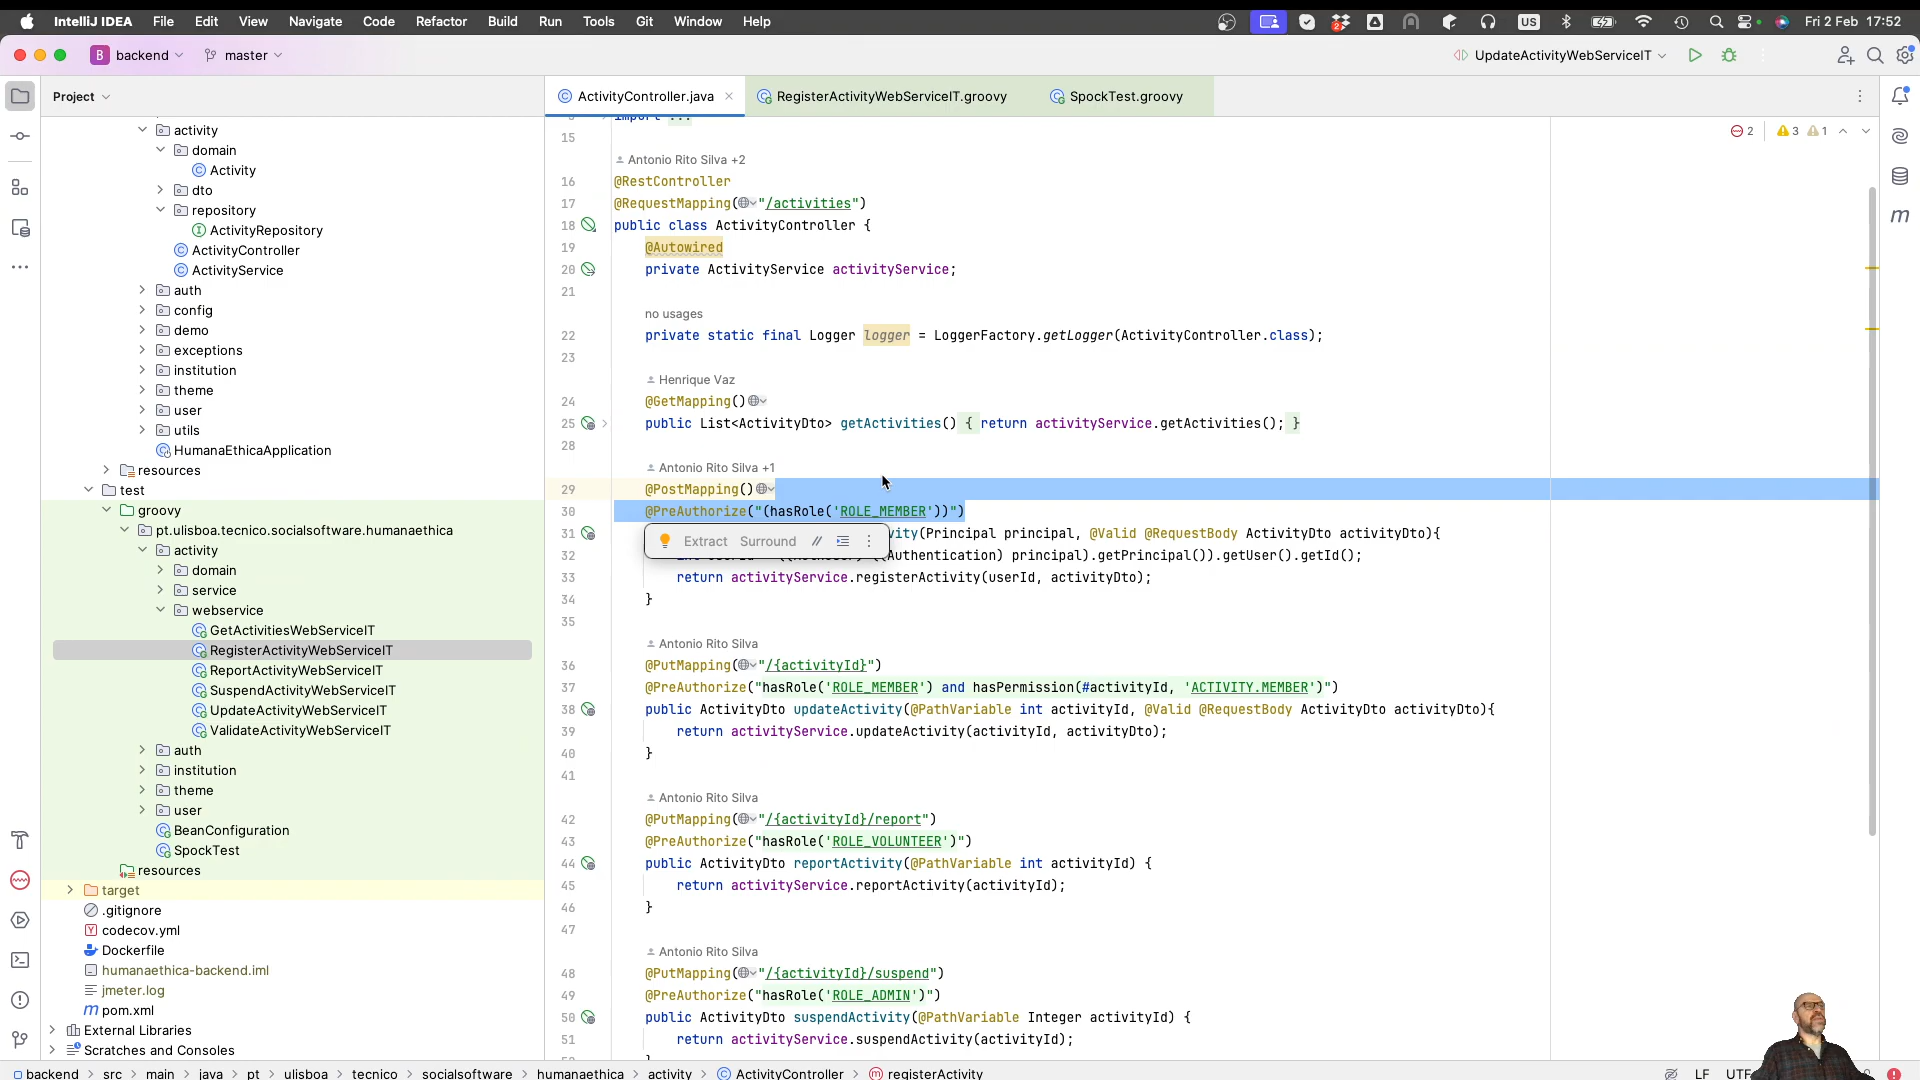 IntelliJ IDEA File Edit View Navigate Code Refactor Build Run Tools Git Window Help US Fri 2 Feb 17:52
B backend master UpdateActivityWebServiceIT
Project
ActivityController.java RegisterActivityWebServiceIT.groovy SpockTest.groovy
activity
domain
Activity
dto
repository
ActivityRepository
ActivityController
ActivityService
auth
config
demo
exceptions
institution
theme
user
utils
HumanaEthicaApplication
resources
test
groovy
pt.ulisboa.tecnico.socialsoftware.humanaethica
activity
domain
service
webservice
GetActivitiesWebServiceIT
RegisterActivityWebServiceIT
ReportActivityWebServiceIT
SuspendActivityWebServiceIT
UpdateActivityWebServiceIT
ValidateActivityWebServiceIT
auth
institution
theme
user
BeanConfiguration
SpockTest
resources
target
.gitignore
codecov.yml
Dockerfile
humanaethica-backend.iml
jmeter.log
pom.xml
External Libraries
Scratches and Consoles
import ...
2 3 1
15
Antonio Rito Silva +2
16 @RestController
17 @RequestMapping("/activities")
18 public class ActivityController {
19 @Autowired
20 private ActivityService activityService;
21
no usages
22 private static final Logger logger = LoggerFactory.getLogger(ActivityController.class);
23
Henrique Vaz
24 @GetMapping()
25 public List<ActivityDto> getActivities() { return activityService.getActivities(); }
28
Antonio Rito Silva +1
29 @PostMapping()
30 @PreAuthorize("(hasRole('ROLE_MEMBER'))")
31 vity(Principal principal, @Valid @RequestBody ActivityDto activityDto){
Extract Surround
32 Authentication) principal).getPrincipal()).getUser().getId();
33 return activityService.registerActivity(userId, activityDto);
34 }
35
Antonio Rito Silva
36 @PutMapping("/{activityId}")
37 @PreAuthorize("hasRole('ROLE_MEMBER') and hasPermission(#activityId, 'ACTIVITY.MEMBER')")
38 public ActivityDto updateActivity(@PathVariable int activityId, @Valid @RequestBody ActivityDto activityDto){
39 return activityService.updateActivity(activityId, activityDto);
40 }
41
Antonio Rito Silva
42 @PutMapping("/{activityId}/report")
43 @PreAuthorize("hasRole('ROLE_VOLUNTEER')")
44 public ActivityDto reportActivity(@PathVariable int activityId) {
45 return activityService.reportActivity(activityId);
46 }
47
Antonio Rito Silva
48 @PutMapping("/{activityId}/suspend")
49 @PreAuthorize("hasRole('ROLE_ADMIN')")
50 public ActivityDto suspendActivity(@PathVariable Integer activityId) {
51 return activityService.suspendActivity(activityId);
backend > src > main > java > pt > ulisboa > tecnico > socialsoftware > humanaethica > activity > ActivityController > registerActivity LF